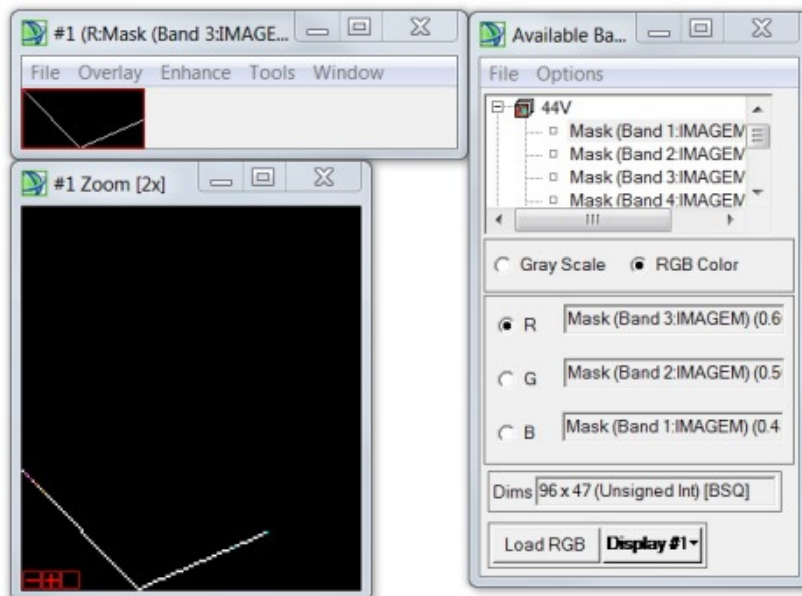 #1 (R:Mask (Band 3:IMAGE...
File Overlay Enhance Tools Window
#1 Zoom [2x]
Available Ba...
File Options
44V
Mask (Band 1:IMAGEM
Mask (Band 2:IMAGEM
Mask (Band 3:IMAGEM
Mask (Band 4:IMAGEM
Gray Scale RGB Color
R Mask (Band 3:IMAGEM) (0.6
G Mask (Band 2:IMAGEM) (0.5
B Mask (Band 1:IMAGEM) (0.4
Dims 96 x 47 (Unsigned Int) [BSQ]
Load RGB Display #1